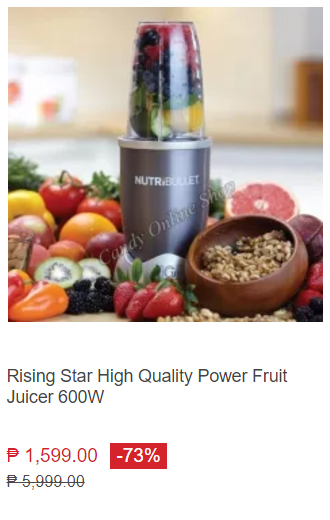 NUTRiBULLET
Candy Online Shop
Rising Star High Quality Power Fruit
Juicer 600W
₱ 1,599.00 -73%
₱ 5,999.00